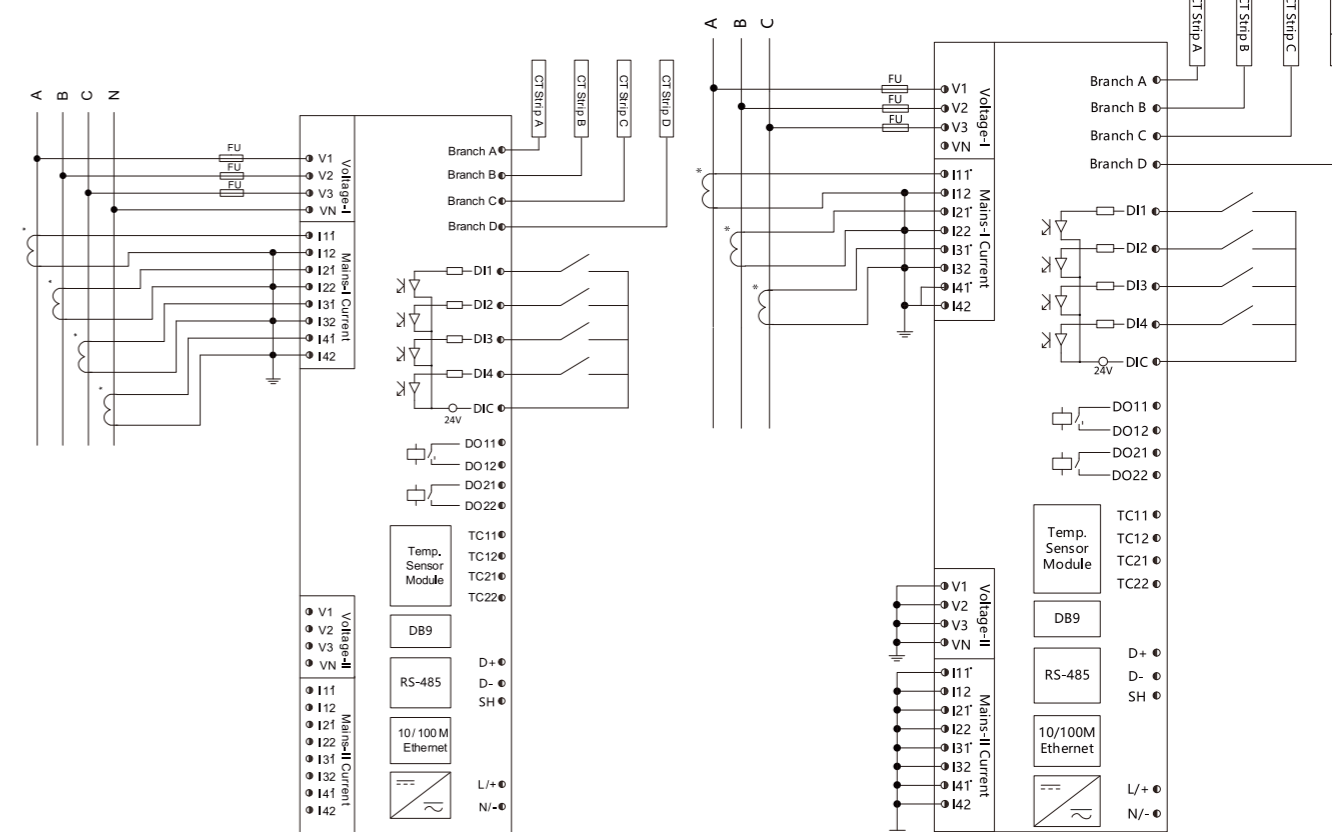 A B C N
FU
FU
FU
V1
V2
V3
VN
Voltage-I
I11*
I12
I21*
I22
I31*
I32
I41*
I42
Mains-I Current
V1
V2
V3
VN
Voltage-II
I11*
I12
I21*
I22
I31*
I32
I41*
I42
Mains-II Current
CT Strip A
CT Strip B
CT Strip C
CT Strip D
Branch A
Branch B
Branch C
Branch D
DI1
DI2
DI3
DI4
DIC
24V
DO11
DO12
DO21
DO22
Temp.
Sensor
Module
TC11
TC12
TC21
TC22
DB9
RS-485
D+
D-
SH
10/100M
Ethernet
L/+
N/-
A B C
FU
FU
FU
V1
V2
V3
VN
Voltage-I
I11*
I12
I21*
I22
I31*
I32
I41*
I42
Mains-I Current
V1
V2
V3
VN
Voltage-II
I11*
I12
I21*
I22
I31*
I32
I41*
I42
Mains-II Current
CT Strip A
CT Strip B
CT Strip C
Branch A
Branch B
Branch C
Branch D
DI1
DI2
DI3
DI4
DIC
24V
DO11
DO12
DO21
DO22
Temp.
Sensor
Module
TC11
TC12
TC21
TC22
DB9
RS-485
D+
D-
SH
10/100M
Ethernet
L/+
N/-